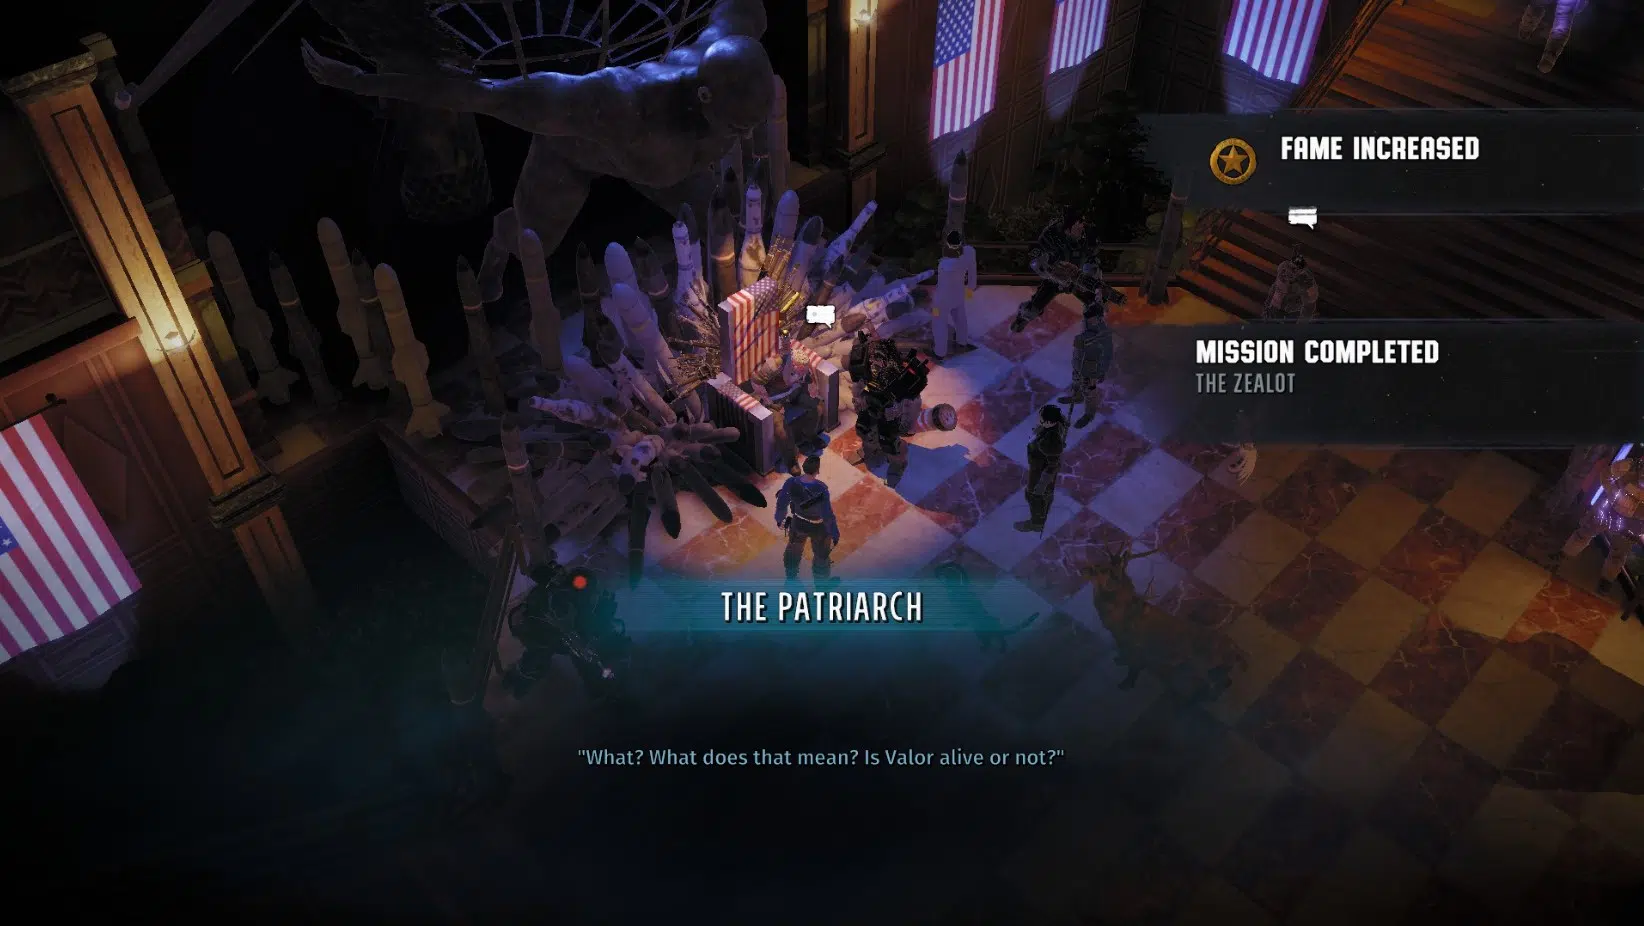 FAME INCREASED
MISSION COMPLETED
THE ZEALOT
THE PATRIARCH
"What? What does that mean? Is Valor alive or not?"